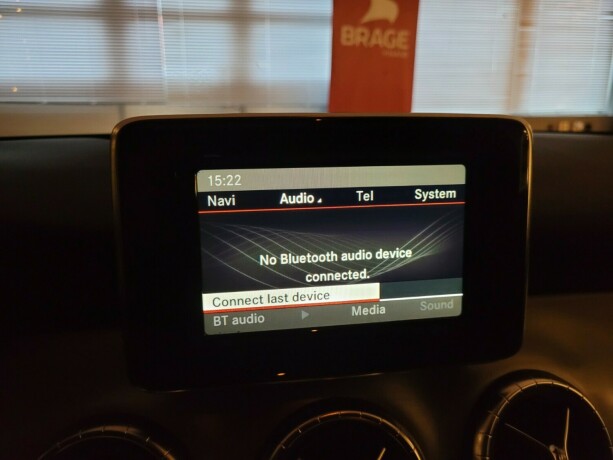 BRAGE
15:22
Navi Audio Tel System
No Bluetooth audio device
connected.
Connect last device
BT audio Media Sound